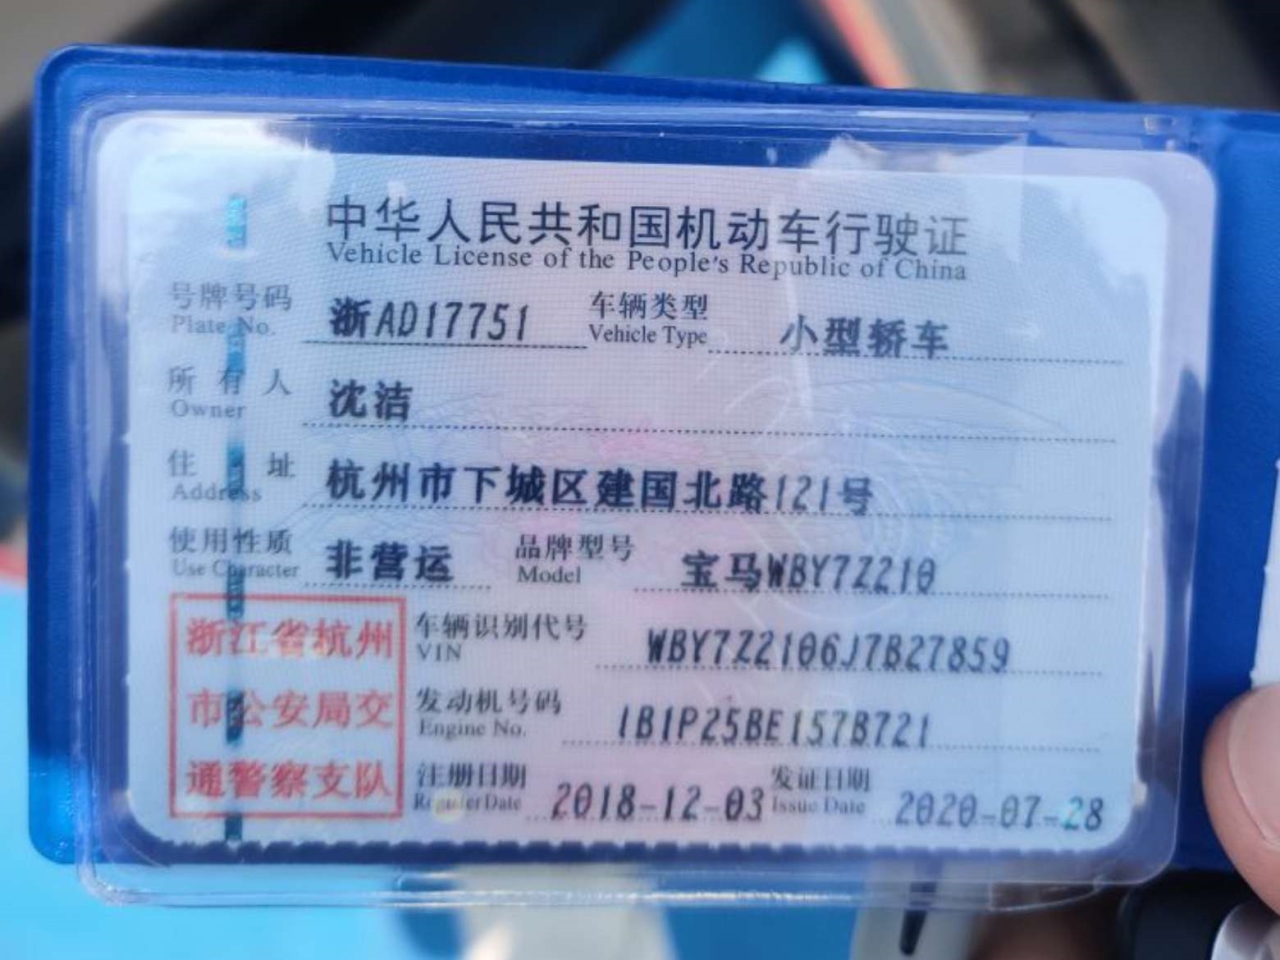 中华人民共和国机动车行驶证
Vehicle License of the People's Republic of China
号牌号码 浙AD17751 车辆类型 小型轿车
Plate No. Vehicle Type
所有人 沈洁
Owner
住址 杭州市下城区建国北路121号
Address
使用性质 非营运 品牌型号 宝马WBY7Z210
Use Character Model
浙江省杭州
市公安局交
通警察支队
车辆识别代号 WBY7Z2106J7B27859
VIN
发动机号码 1B1P25BE157B721
Engine No.
注册日期 2018-12-03 发证日期 2020-07-28
Register Date Issue Date